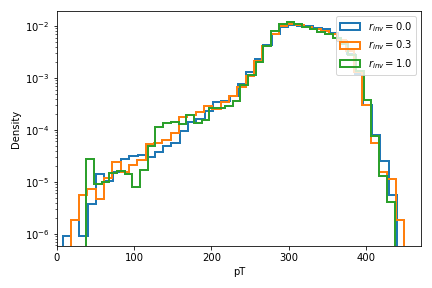 10⁻²
10⁻³
10⁻⁴
10⁻⁵
10⁻⁶
Density
0
100
200
300
400
pT
r_inv = 0.0
r_inv = 0.3
r_inv = 1.0